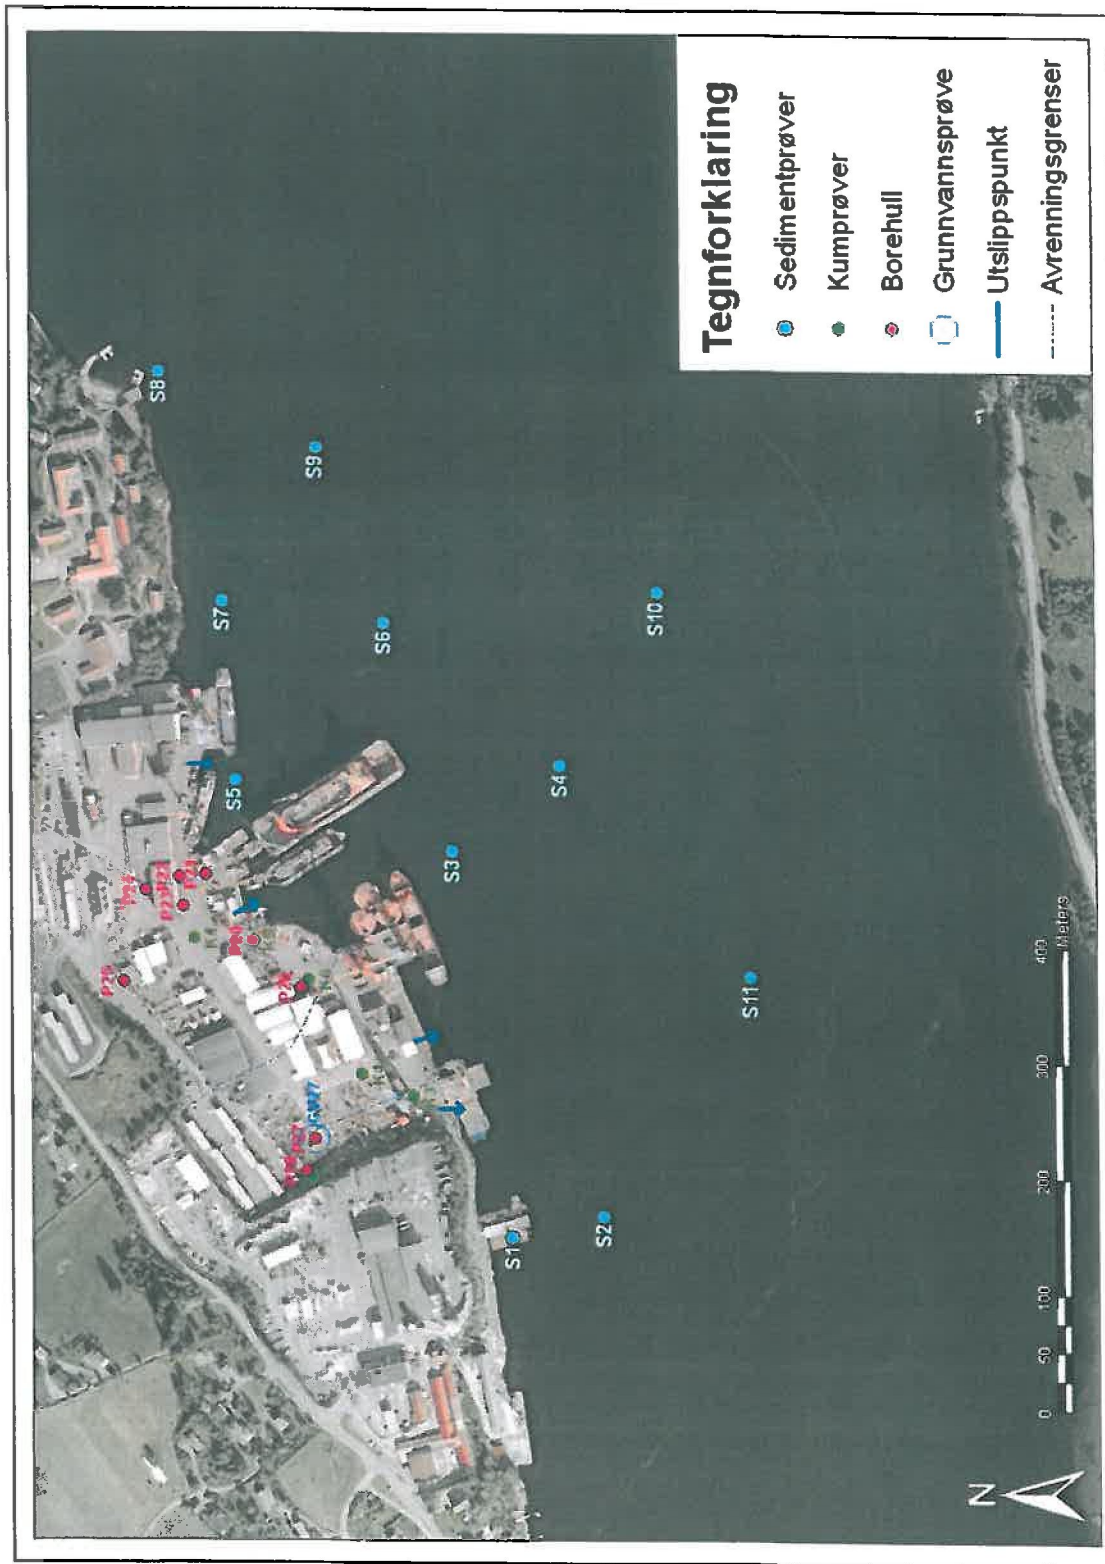 Tegnforklaring
Sedimentprøver
Kumprøver
Borehull
Grunnvannsprøve
Utslippspunkt
Avrenningsgrenser
S8
S9
S7
S6
S10
S5
S4
S3
S11
S2
S1
P25
N
0
50
100
200
300
400
Meters